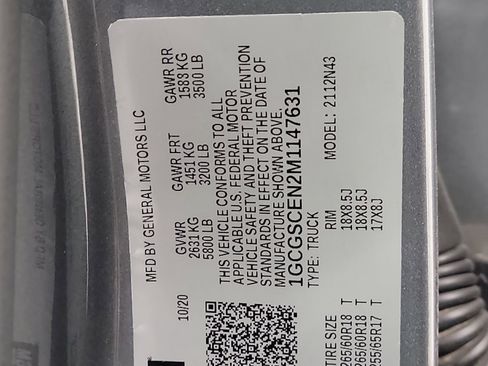 MFD BY GENERAL MOTORS LLC
10/20
GVWR GAWR FRT GAWR RR
2631 KG 1451 KG 1583 KG
5800 LB 3200 LB 3500 LB
THIS VEHICLE CONFORMS TO ALL
APPLICABLE U.S. FEDERAL MOTOR
VEHICLE SAFETY AND THEFT PREVENTION
STANDARDS IN EFFECT ON THE DATE OF
MANUFACTURE SHOWN ABOVE.
1GCGSCEN2M1147631
TYPE: TRUCK MODEL: 2112N43
TIRE SIZE RIM
265/60R18 T 18X8.5J
265/60R18 T 18X8.5J
255/65R17 T 17X8J